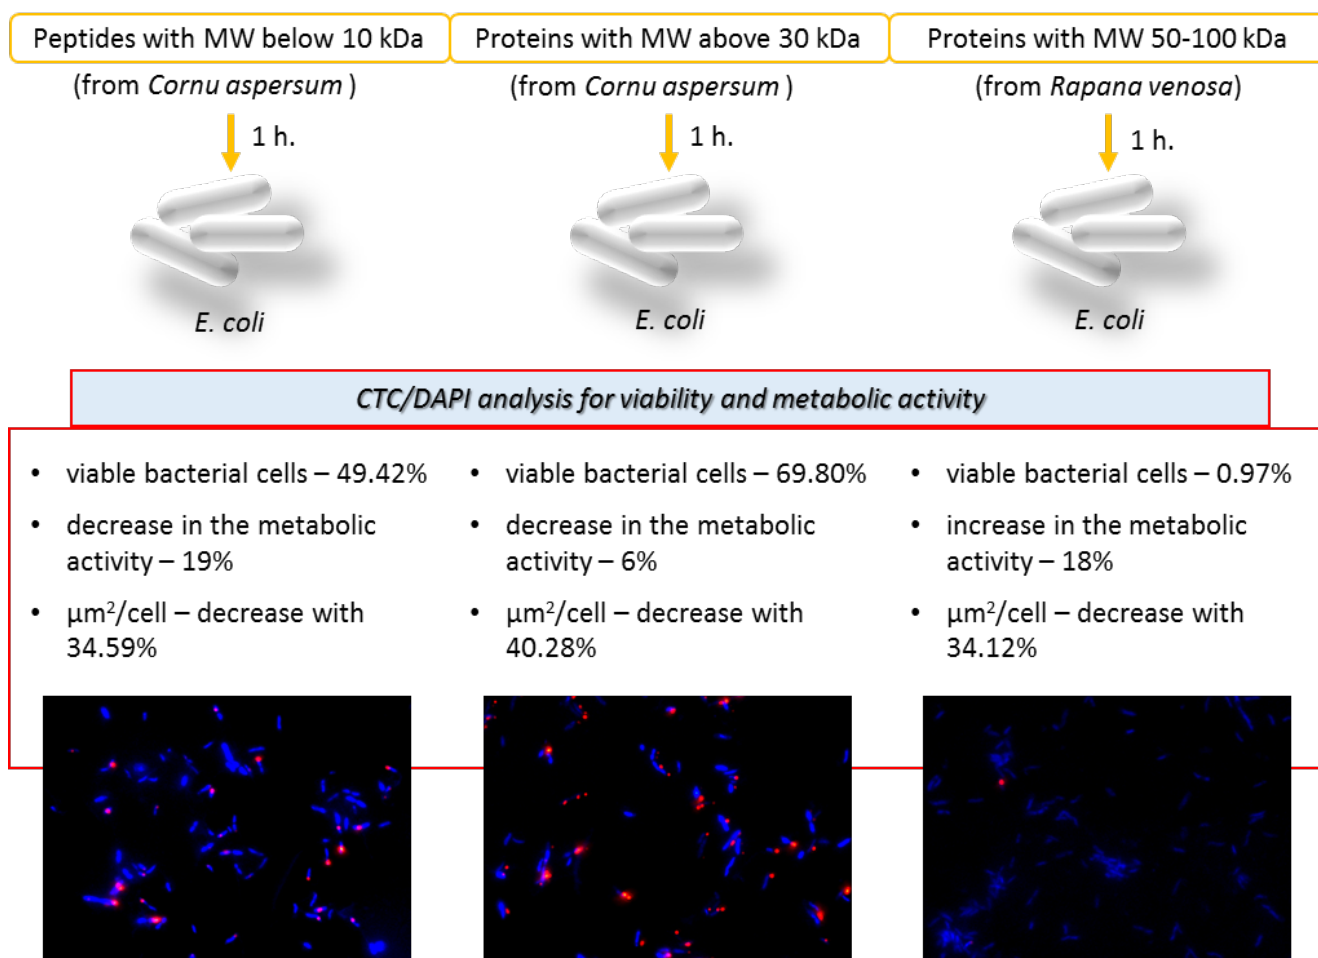 Peptides with MW below 10 kDa
(from Cornu aspersum )
1 h.
E. coli
Proteins with MW above 30 kDa
(from Cornu aspersum )
1 h.
E. coli
Proteins with MW 50-100 kDa
(from Rapana venosa)
1 h.
E. coli
CTC/DAPI analysis for viability and metabolic activity
• viable bacterial cells – 49.42%
• decrease in the metabolic
activity – 19%
• µm²/cell – decrease with
34.59%
• viable bacterial cells – 69.80%
• decrease in the metabolic
activity – 6%
• µm²/cell – decrease with
40.28%
• viable bacterial cells – 0.97%
• increase in the metabolic
activity – 18%
• µm²/cell – decrease with
34.12%